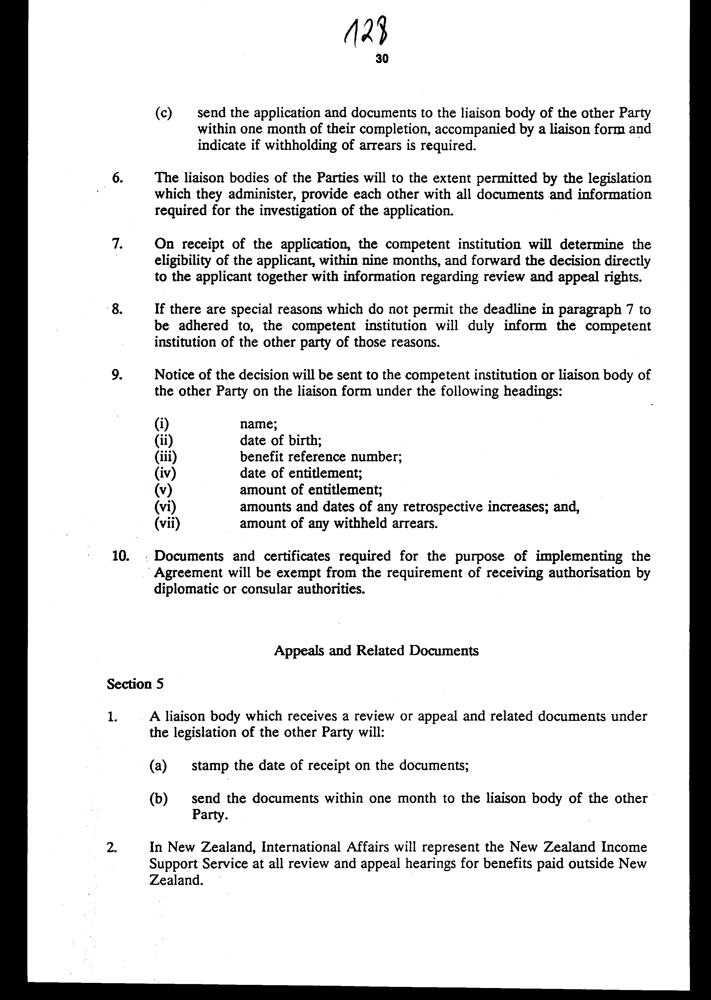 128
30
(c) send the application and documents to the liaison body of the other Party
within one month of their completion, accompanied by a liaison form and
indicate if withholding of arrears is required.
6. The liaison bodies of the Parties will to the extent permitted by the legislation
which they administer, provide each other with all documents and information
required for the investigation of the application.
7. On receipt of the application, the competent institution will determine the
eligibility of the applicant, within nine months, and forward the decision directly
to the applicant together with information regarding review and appeal rights.
8. If there are special reasons which do not permit the deadline in paragraph 7 to
be adhered to, the competent institution will duly inform the competent
institution of the other party of those reasons.
9. Notice of the decision will be sent to the competent institution or liaison body of
the other Party on the liaison form under the following headings:
(i) name;
(ii) date of birth;
(iii) benefit reference number;
(iv) date of entitlement;
(v) amount of entitlement;
(vi) amounts and dates of any retrospective increases; and,
(vii) amount of any withheld arrears.
10. Documents and certificates required for the purpose of implementing the
Agreement will be exempt from the requirement of receiving authorisation by
diplomatic or consular authorities.
Appeals and Related Documents
Section 5
1. A liaison body which receives a review or appeal and related documents under
the legislation of the other Party will:
(a) stamp the date of receipt on the documents;
(b) send the documents within one month to the liaison body of the other
Party.
2. In New Zealand, International Affairs will represent the New Zealand Income
Support Service at all review and appeal hearings for benefits paid outside New
Zealand.